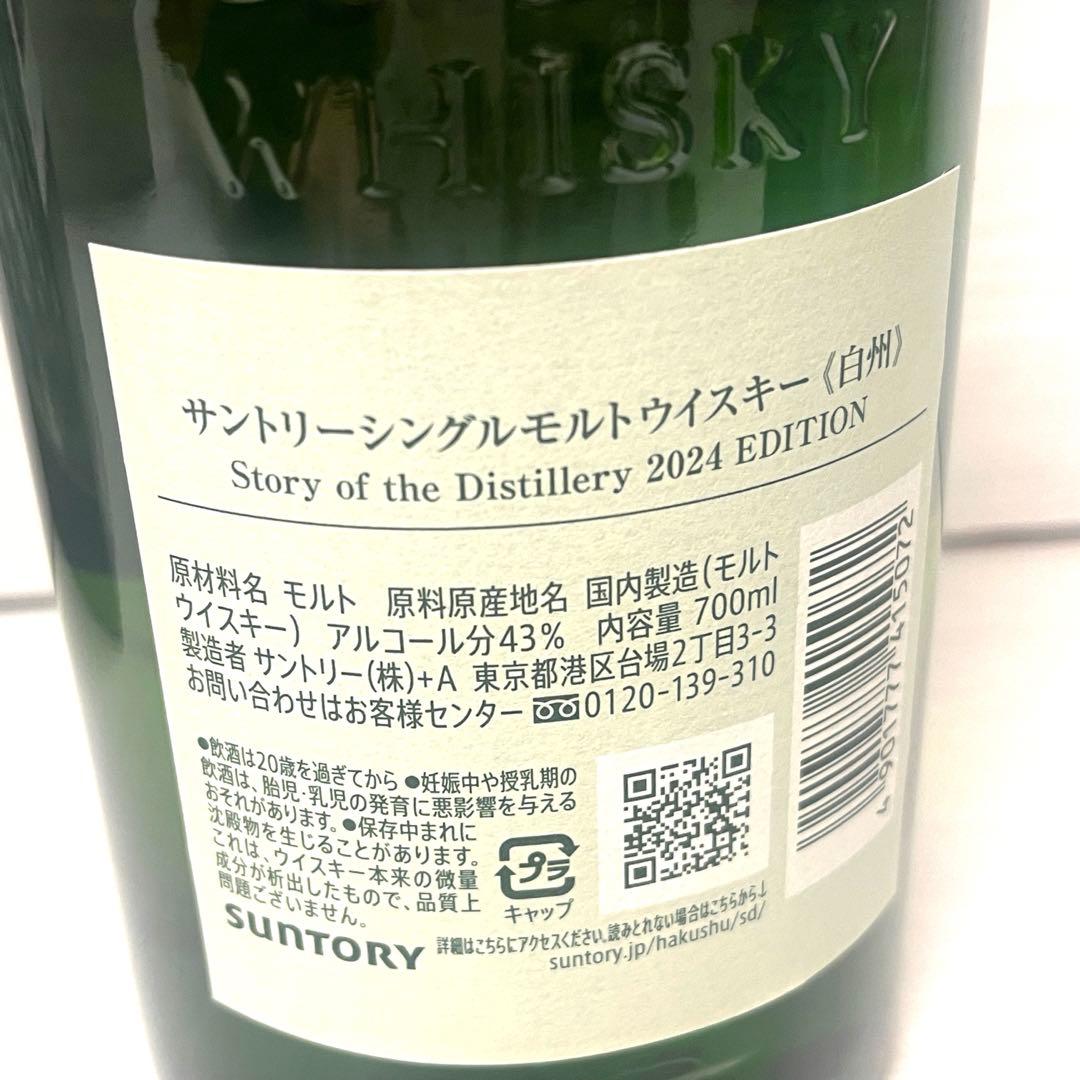 WHISKY
サントリーシングルモルトウイスキー《白州》
Story of the Distillery 2024 EDITION
原材料名 モルト 原料原産地名 国内製造(モルト
ウイスキー) アルコール分43% 内容量 700ml
製造者 サントリー(株)+A 東京都港区台場2丁目3-3
お問い合わせはお客様センター 0120-139-310
●飲酒は20歳を過ぎてから ●妊娠中や授乳期の
飲酒は、胎児・乳児の発育に悪影響を与える
おそれがあります。●保存中まれに
沈殿物を生じることがあります。
これは、ウイスキー本来の微量
成分が析出したもので、品質上
問題ございません。
プラ
キャップ
SUNTORY
詳細はこちらにアクセスください。読みとれない場合はこちらから↓
suntory.jp/hakushu/sd/
4 901777 415072